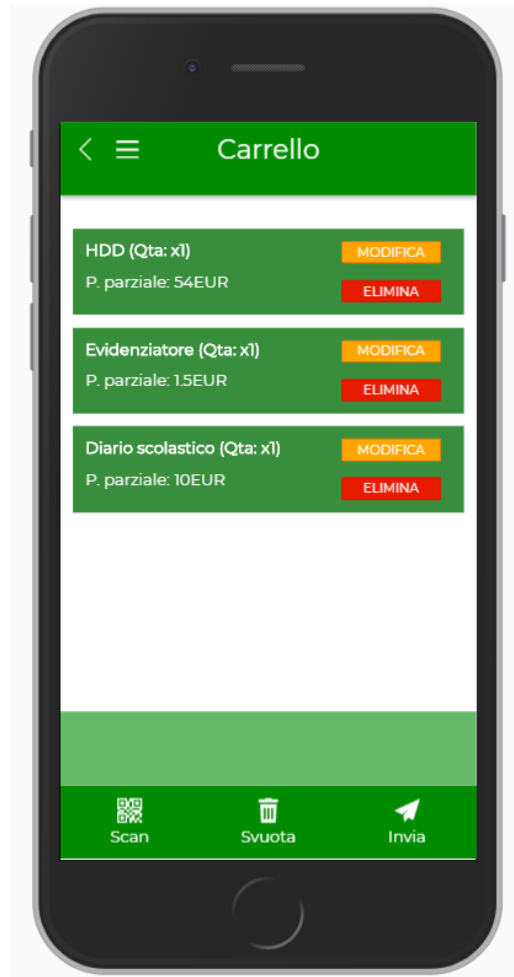 Carrello
HDD (Qta: x1)
MODIFICA
P. parziale: 54EUR
ELIMINA
Evidenziatore (Qta: x1)
MODIFICA
P. parziale: 1.5EUR
ELIMINA
Diario scolastico (Qta: x1)
MODIFICA
P. parziale: 10EUR
ELIMINA
Scan Svuota Invia